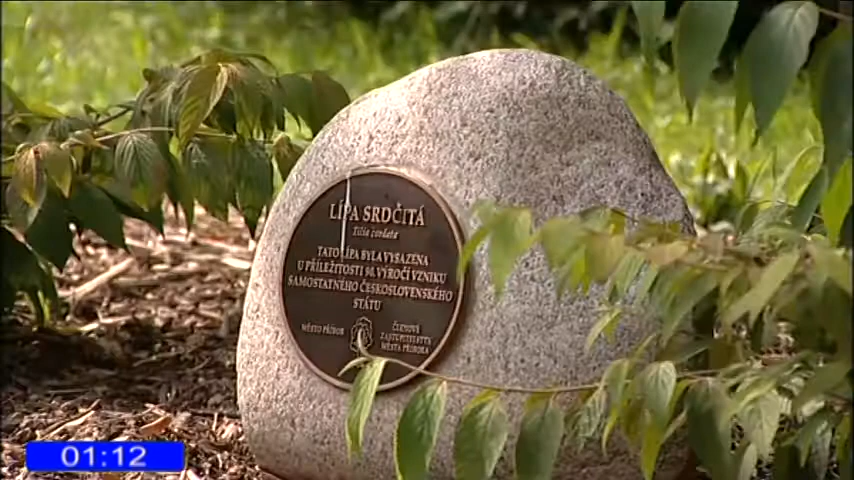 LÍPA SRDČITÁ
tilia cordata
TATO LÍPA BYLA VYSAZENA
U PŘÍLEŽITOSTI 90. VÝROČÍ VZNIKU
SAMOSTATNÉHO ČESKOSLOVENSKÉHO
STÁTU
MĚSTO PŘÍBOR
ČLENOVÉ
ZASTUPITELSTVA
MĚSTA PŘÍBORA
01:12